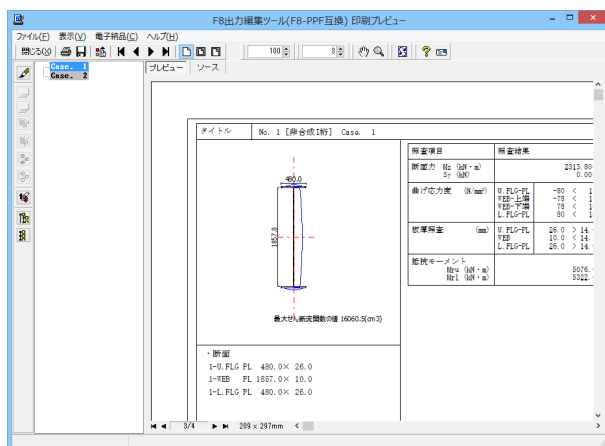 F8出力編集ツール(F8-PPF互換) 印刷プレビュー
ファイル(F) 表示(V) 電子納品(C) ヘルプ(H)
閉じる(X) 100 3
Case. 1
Case. 2
プレビュー ソース
タイトル No. 1 [非合成I桁] Case. 1
480.0
1857.0
最大せん断流関数の値 16060.5(cm3)
・断面
1-U.FLG PL 480.0× 26.0
1-WEB PL 1857.0× 10.0
1-L.FLG PL 480.0× 26.0
照査項目 照査結果
断面力 Mz (kN・m) 2313.80
Sy (kN) 0.00
曲げ応力度 (N/mm²) U.FLG-PL -80 < 1
WEB-上端 -78 < 1
WEB-下端 78 < 1
L.FLG-PL 80 < 1
板厚照査 (mm) U.FLG-PL 26.0 > 14.
WEB 10.0 < 14.
L.FLG-PL 26.0 > 14.
抵抗モーメント
Mru (kN・m) 5076.
Mrl (kN・m) 5322.
3/4 209 x 297mm